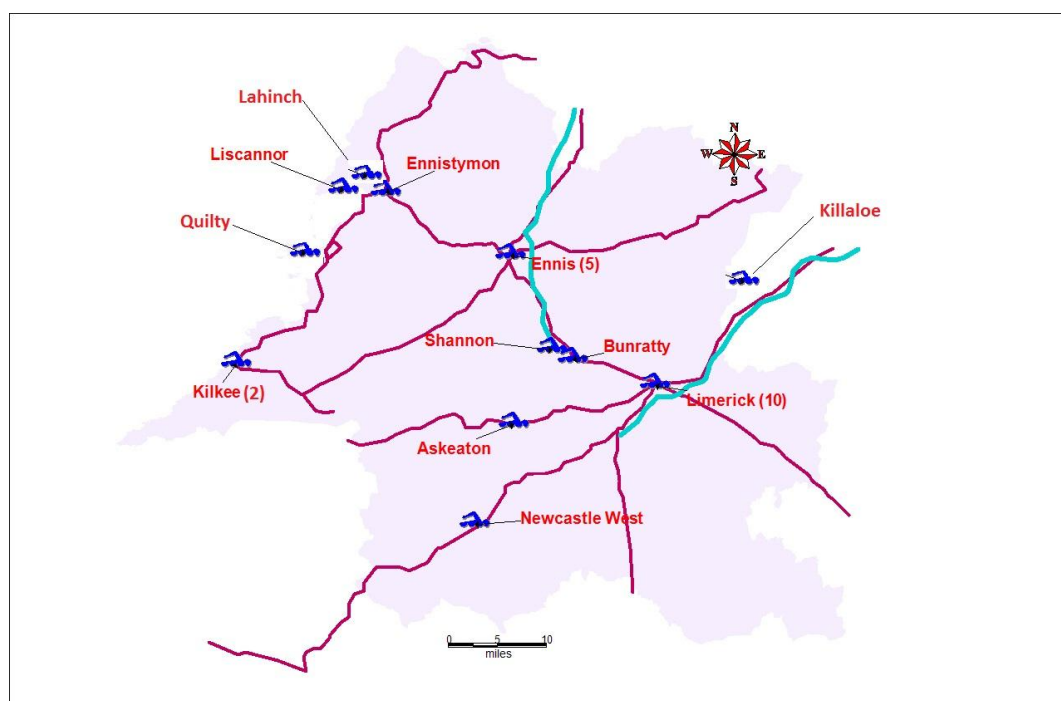 Lahinch
Liscannor
Ennistymon
Quilty
N
W E
S
Killaloe
Ennis (5)
Shannon
Bunratty
Kilkee (2)
Limerick (10)
Askeaton
Newcastle West
0 5 10
miles